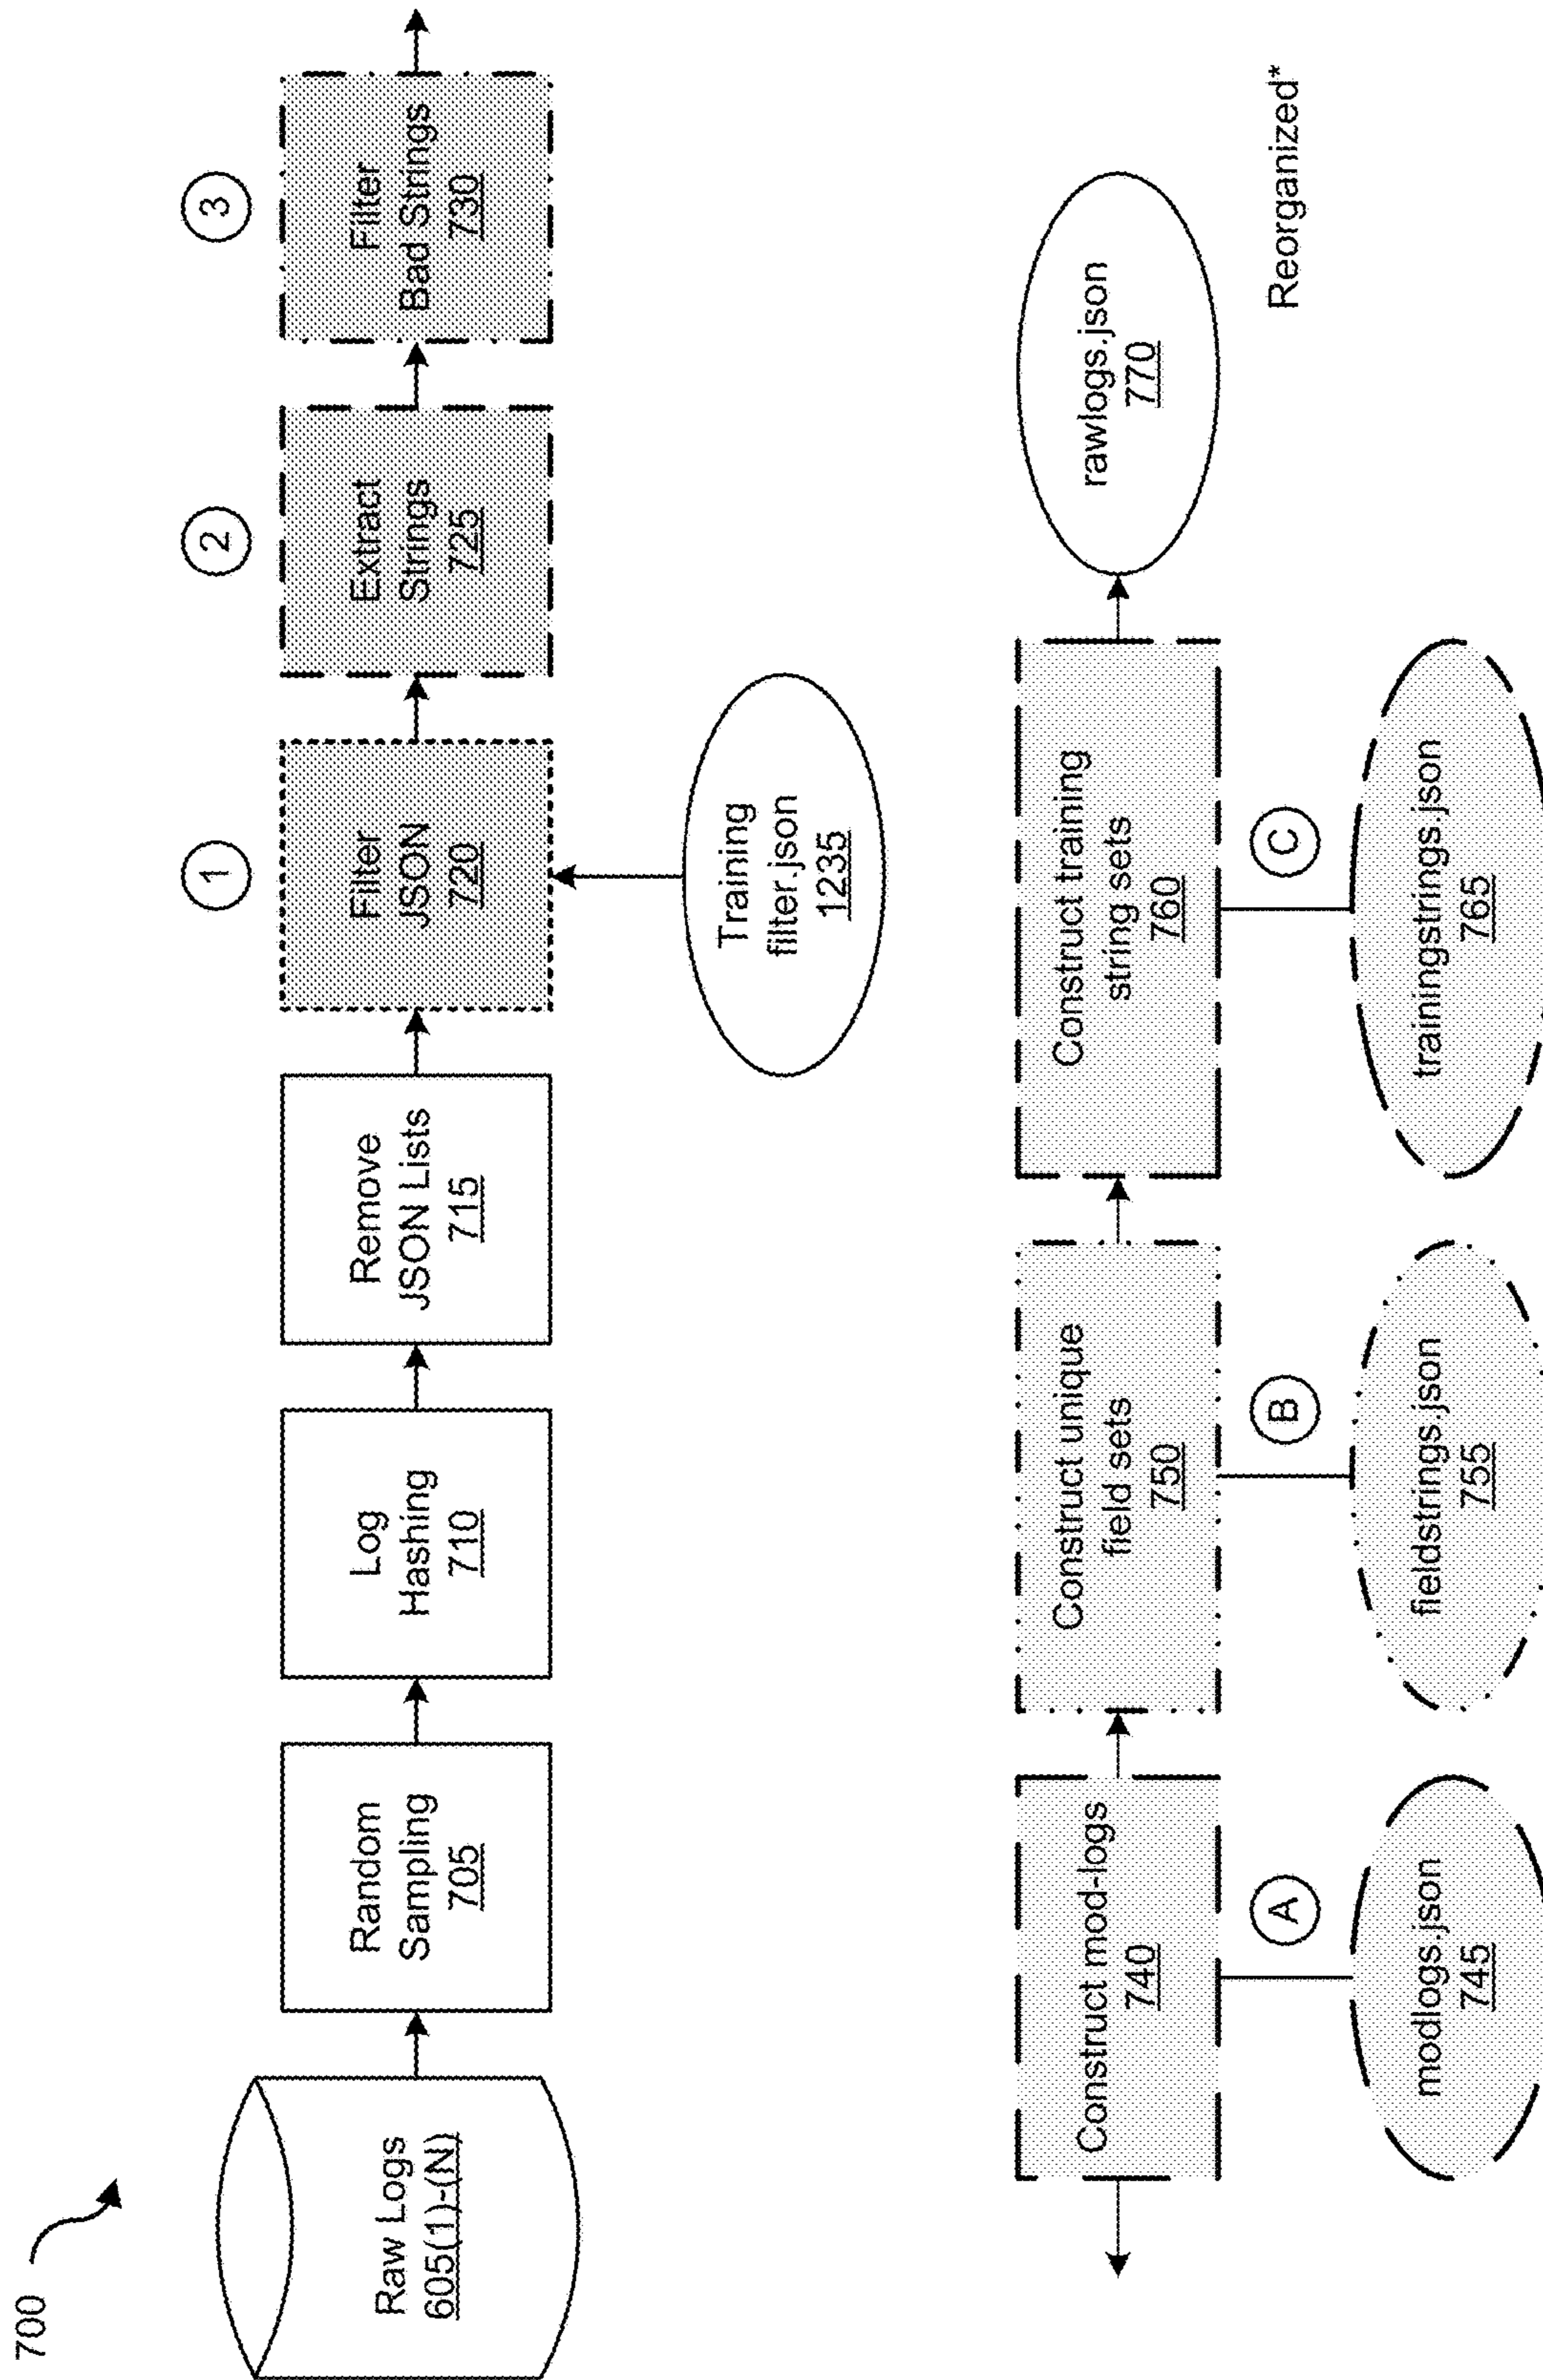 700
Raw Logs
605(1)-(N)
Random
Sampling
705
Log
Hashing
710
Remove
JSON Lists
715
1
Filter
JSON
720
Training
filter.json
1235
2
Extract
Strings
725
3
Filter
Bad Strings
730
Construct mod-logs
740
A
modlogs.json
745
Construct unique
field sets
750
B
fieldstrings.json
755
Construct training
string sets
760
C
trainingstrings.json
765
rawlogs.json
770
Reorganized*